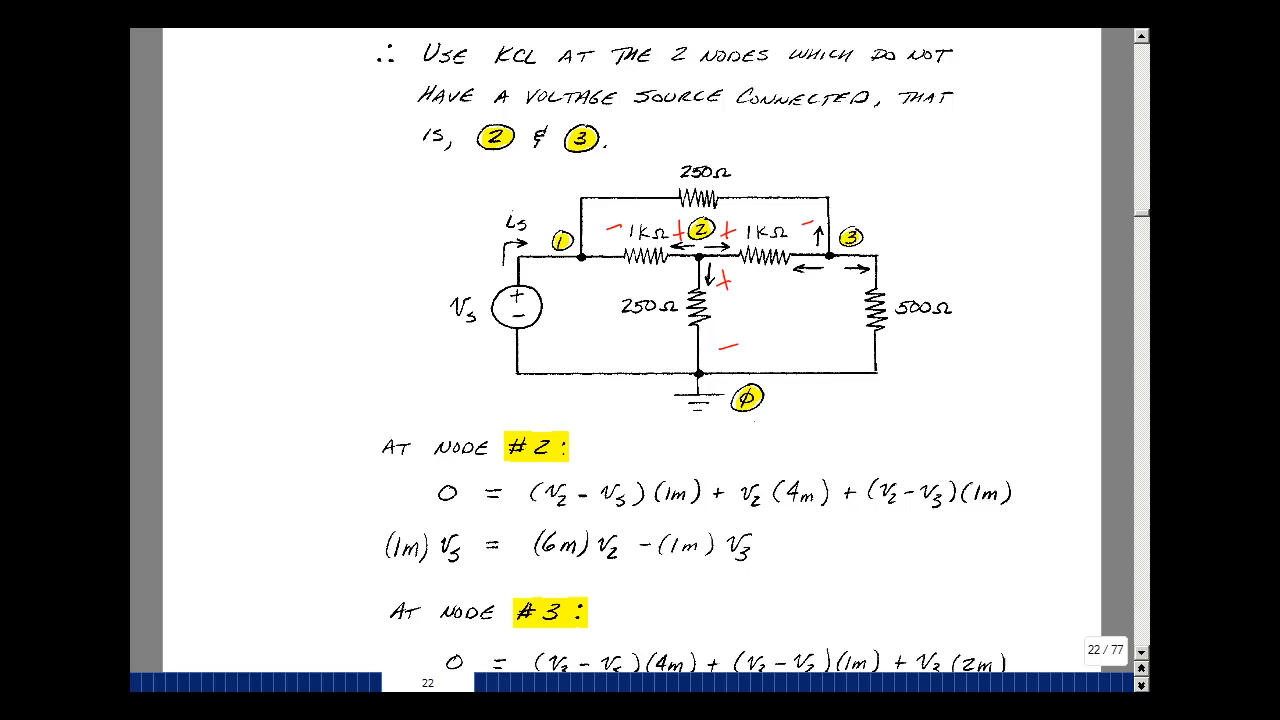 ∴ USE KCL AT THE 2 NODES WHICH DO NOT
HAVE A VOLTAGE SOURCE CONNECTED, THAT
IS, 2 & 3.
250Ω
is
1 - 1KΩ + 2 + 1KΩ - 3
+
Vs + − 250Ω 500Ω
−
φ
AT NODE #2:
0 = (V2 - Vs)(1m) + V2(4m) + (V2 - V3)(1m)
(1m) Vs = (6m) V2 - (1m) V3
AT NODE #3:
0 = (V3 - Vs)(4m) + (V3 - V2)(1m) + V3(2m)
22 / 77
22